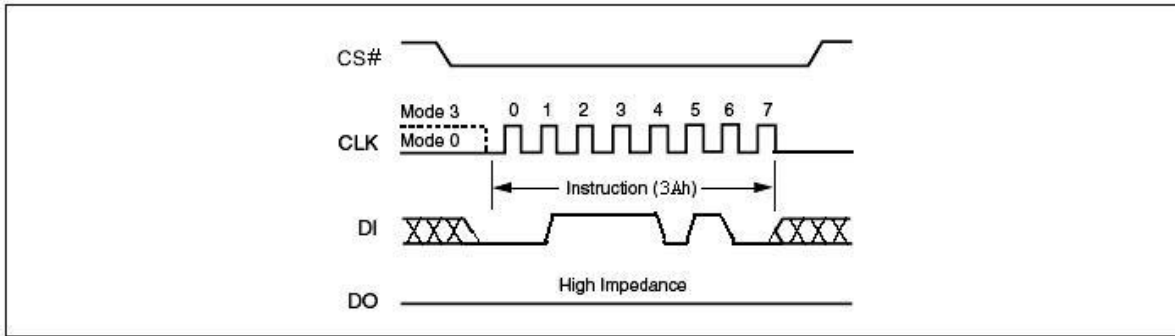 CS#
Mode 3
0 1 2 3 4 5 6 7
CLK
Mode 0
Instruction (3Ah)
DI
High Impedance
DO